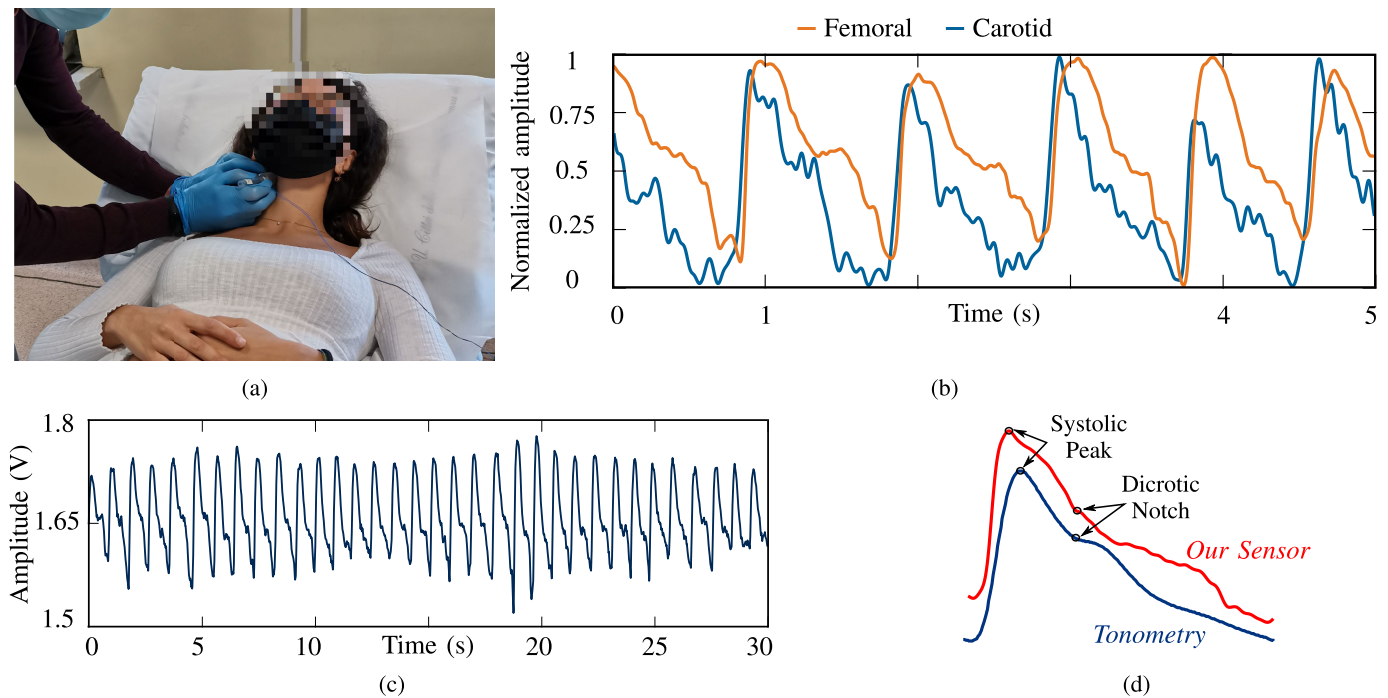 Femoral Carotid
Normalized amplitude
1
0.75
0.5
0.25
0
0 1 Time (s) 4 5
(a)
(b)
Amplitude (V)
1.8
1.65
1.5
0 5 10 Time (s) 20 25 30
(c)
Systolic
Peak
Dicrotic
Notch
Our Sensor
Tonometry
(d)